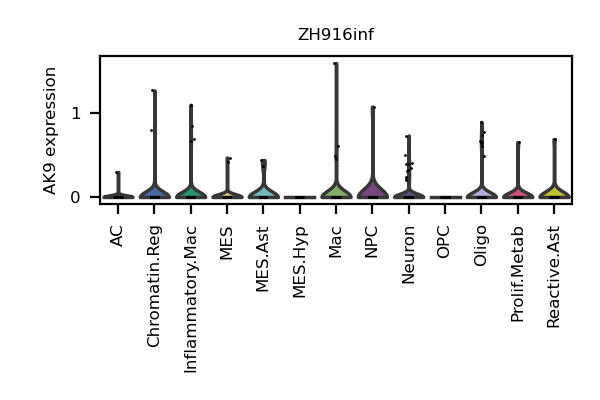 ZH916inf
AK9 expression
1
0
AC
Chromatin.Reg
Inflammatory.Mac
MES
MES.Ast
MES.Hyp
Mac
NPC
Neuron
OPC
Oligo
Prolif.Metab
Reactive.Ast